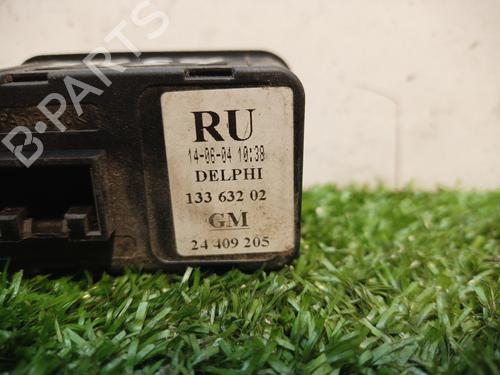 B-PARTS
RU
14-06-04 10:38
DELPHI
133 632 02
GM
24 409 205